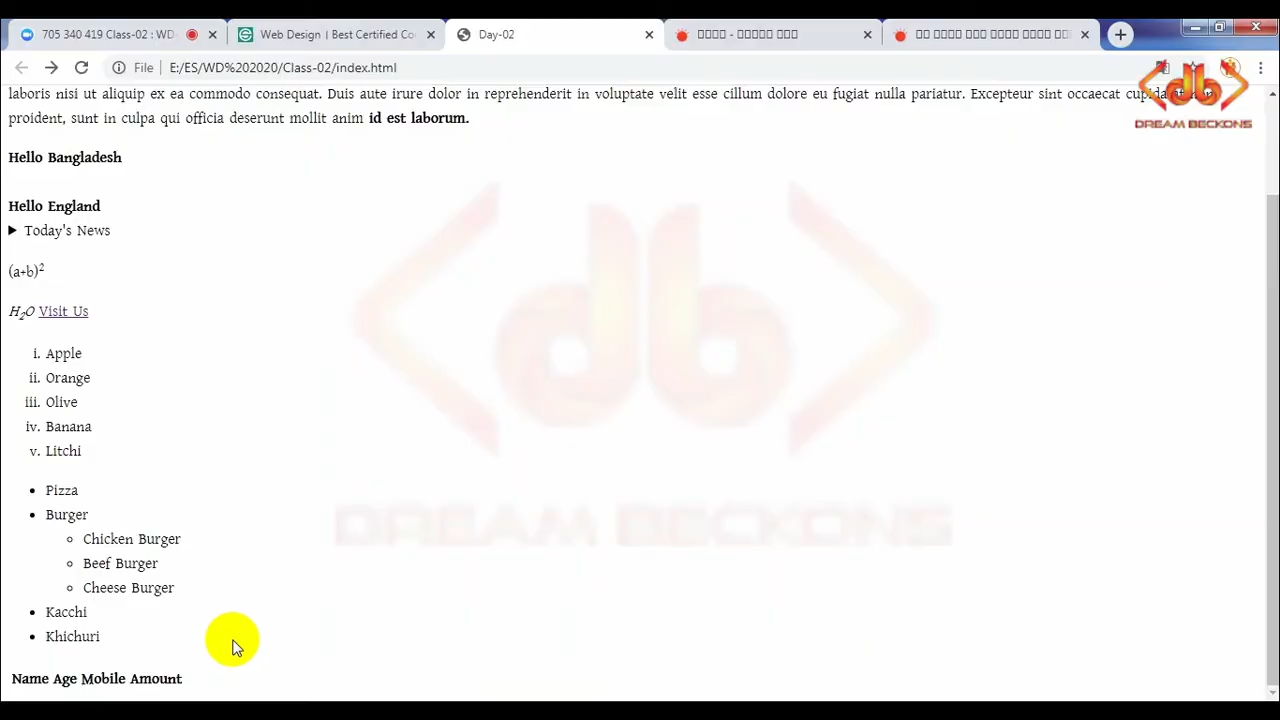 705 340 419 Class-02 : WD
Web Design | Best Certified Co
Day-02
File E:/ES/WD%202020/Class-02/index.html
laboris nisi ut aliquip ex ea commodo consequat. Duis aute irure dolor in reprehenderit in voluptate velit esse cillum dolore eu fugiat nulla pariatur. Excepteur sint occaecat
proident, sunt in culpa qui officia deserunt mollit anim id est laborum.
DREAM BECKONS
Hello Bangladesh
Hello England
▶ Today's News
(a+b)²
H₂O Visit Us
i. Apple
ii. Orange
iii. Olive
iv. Banana
v. Litchi
• Pizza
• Burger
◦ Chicken Burger
◦ Beef Burger
◦ Cheese Burger
• Kacchi
• Khichuri
DREAM BECKONS
Name Age Mobile Amount